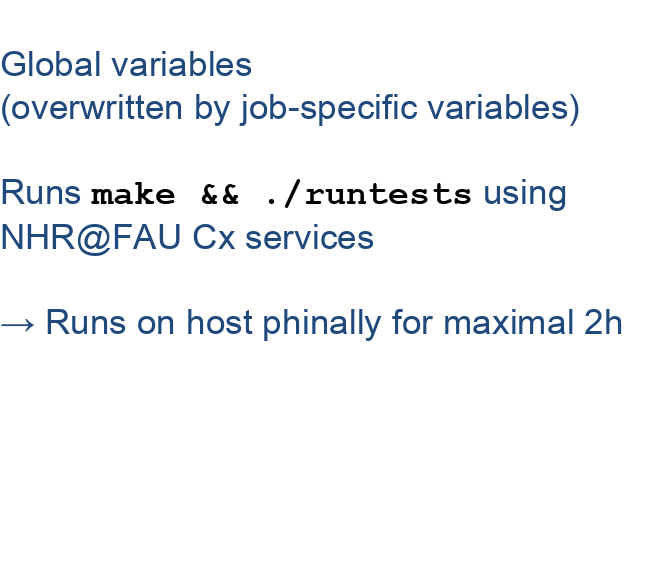 Global variables
(overwritten by job-specific variables)
Runs make && ./runtests using
NHR@FAU Cx services
→ Runs on host phinally for maximal 2h